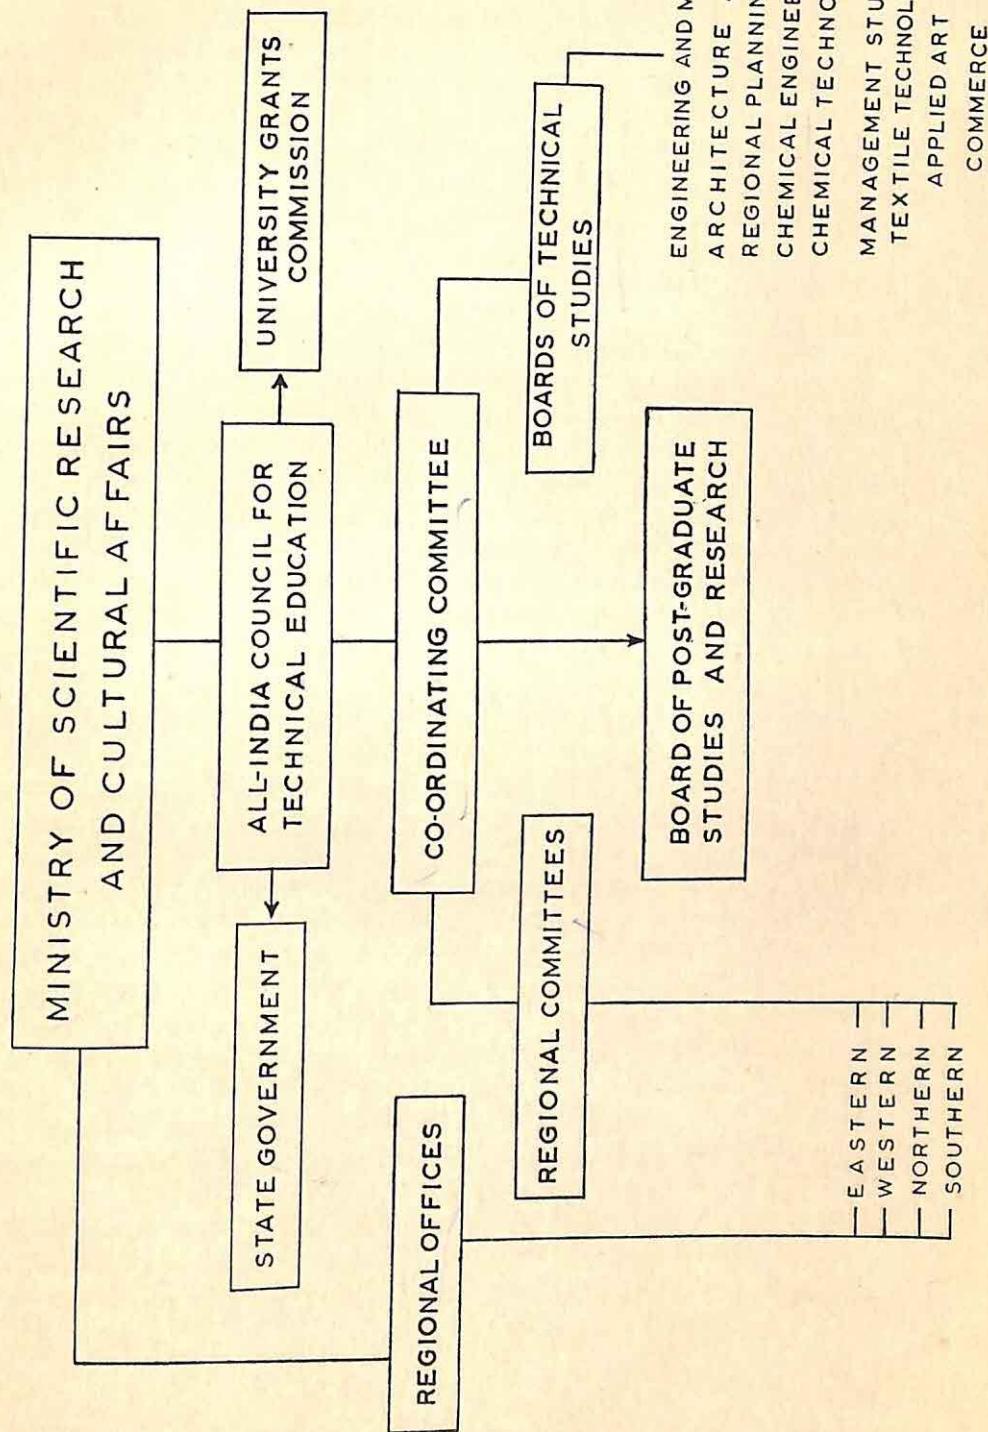 MINISTRY OF SCIENTIFIC RESEARCH
AND CULTURAL AFFAIRS
STATE GOVERNMENT
ALL-INDIA COUNCIL FOR
TECHNICAL EDUCATION
UNIVERSITY GRANTS
COMMISSION
REGIONAL OFFICES
CO-ORDINATING COMMITTEE
REGIONAL COMMITTEES
BOARDS OF TECHNICAL
STUDIES
BOARD OF POST-GRADUATE
STUDIES AND RESEARCH
EASTERN
WESTERN
NORTHERN
SOUTHERN
ENGINEERING AND
ARCHITECTURE
REGIONAL
CHEMICAL
CHEMICAL
MANAGEMENT
TEXTILE
APPLIED ART
COMMERCE